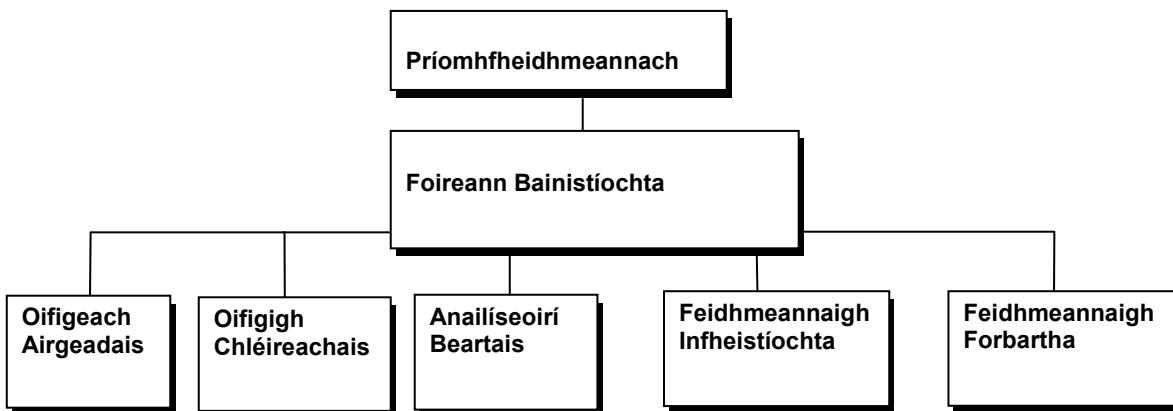 Príomhfheidhmeannach
Foireann Bainistíochta
Oifigeach
Airgeadais
Oifigigh
Chléireachais
Anailíseoirí
Beartais
Feidhmeannaigh
Infheistíochta
Feidhmeannaigh
Forbartha